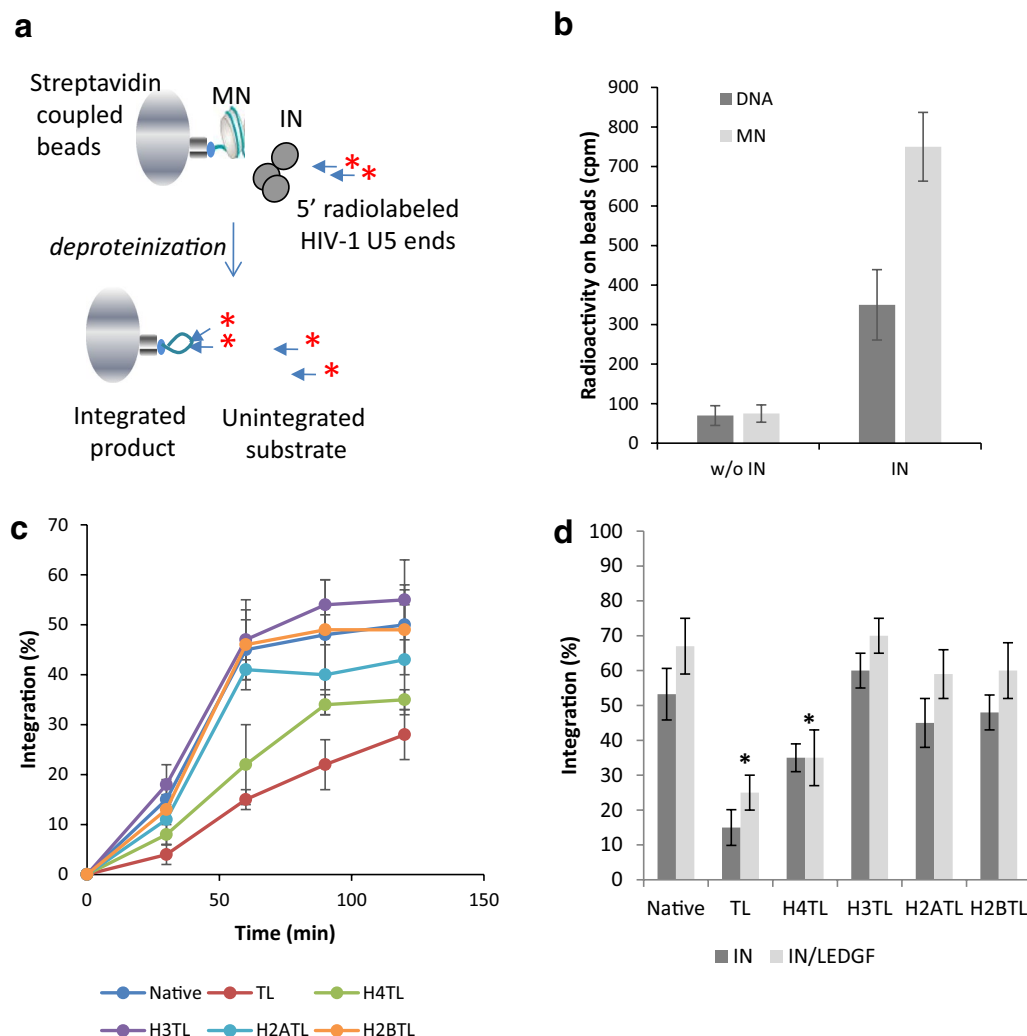 a
Streptavidin
coupled
beads
MN
IN
*
*
5' radiolabeled
HIV-1 U5 ends
deproteinization
*
*
*
*
Integrated
product
Unintegrated
substrate
b
Radioactivity on beads (cpm)
900
800
700
600
500
400
300
200
100
0
DNA
MN
w/o IN
IN
c
Integration (%)
70
60
50
40
30
20
10
0
0
50
100
150
Time (min)
Native
TL
H4TL
H3TL
H2ATL
H2BTL
d
Integration (%)
100
90
80
70
60
50
40
30
20
10
0
*
*
Native
TL
H4TL
H3TL
H2ATL
H2BTL
IN
IN/LEDGF